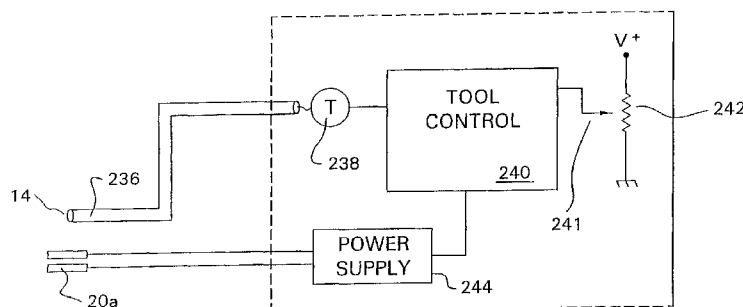 V+
T
TOOL
CONTROL
242
238
240
241
14
236
POWER
SUPPLY
244
20a